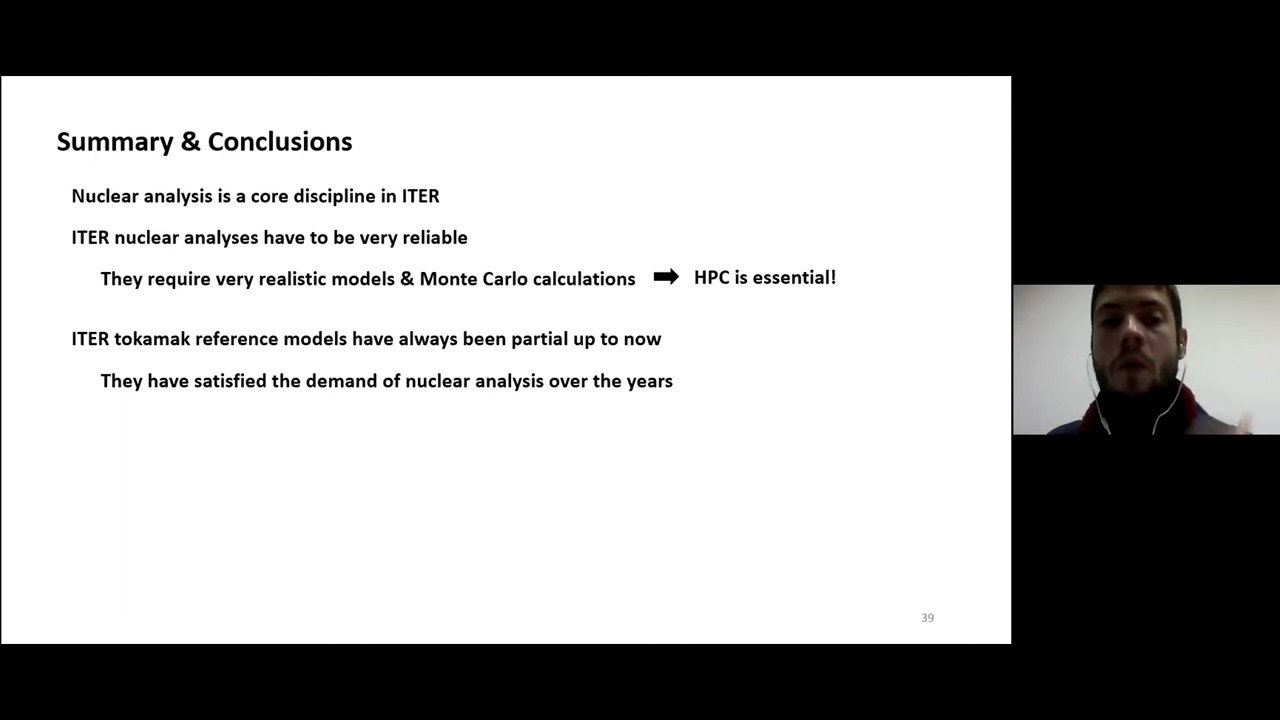 Summary & Conclusions
Nuclear analysis is a core discipline in ITER
ITER nuclear analyses have to be very reliable
They require very realistic models & Monte Carlo calculations HPC is essential!
ITER tokamak reference models have always been partial up to now
They have satisfied the demand of nuclear analysis over the years
39